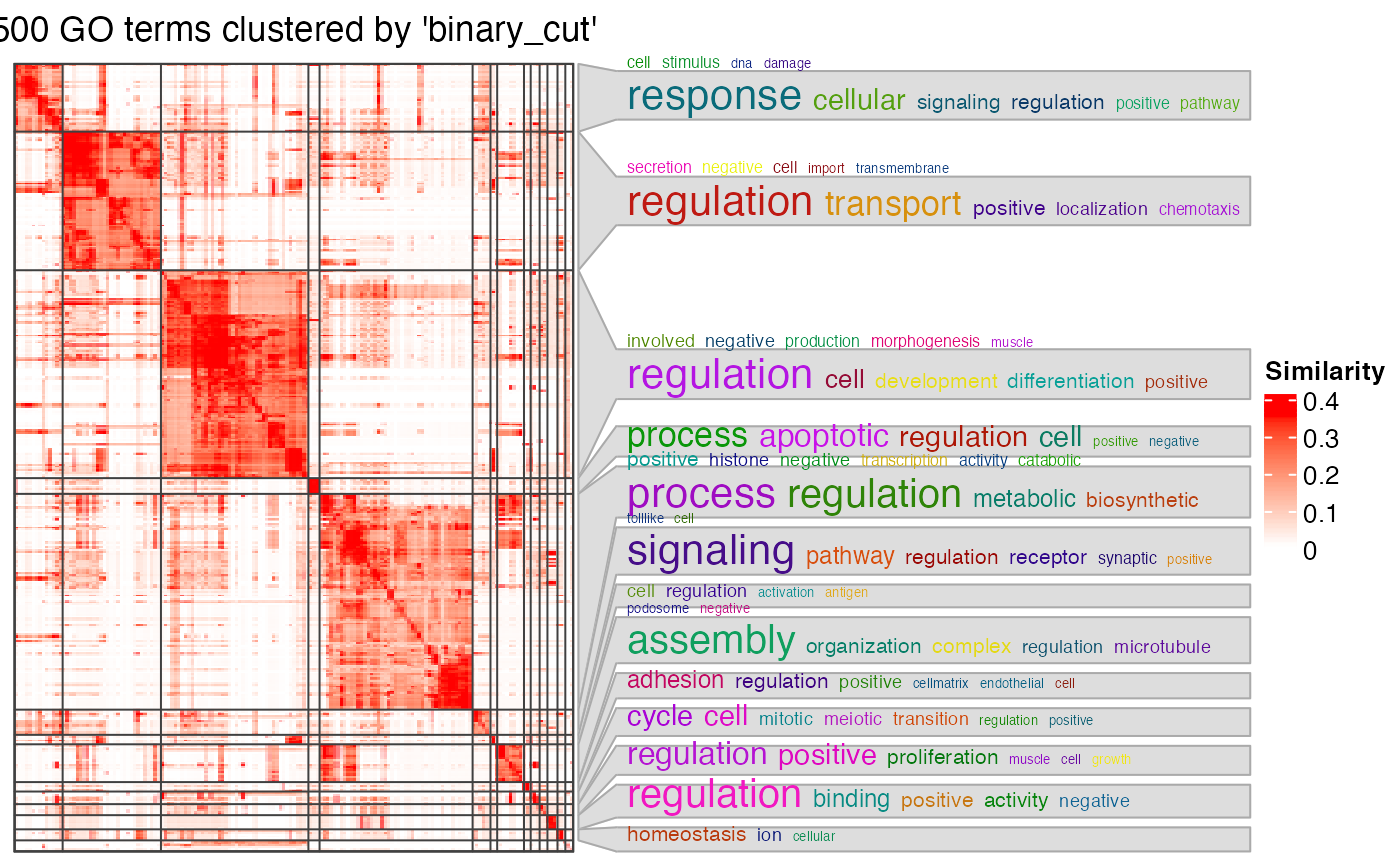 500 GO terms clustered by 'binary_cut'
cell stimulus dna damage
response cellular signaling regulation positive pathway
secretion negative cell import transmembrane
regulation transport positive localization chemotaxis
involved negative production morphogenesis muscle
regulation cell development differentiation positive
process apoptotic regulation cell positive negative
positive histone negative transcription activity catabolic
process regulation metabolic biosynthetic
tolllike cell
signaling pathway regulation receptor synaptic positive
cell regulation activation antigen
podosome negative
assembly organization complex regulation microtubule
adhesion regulation positive cellmatrix endothelial cell
cycle cell mitotic meiotic transition regulation positive
regulation positive proliferation muscle cell growth
regulation binding positive activity negative
homeostasis ion cellular
Similarity
0.4
0.3
0.2
0.1
0